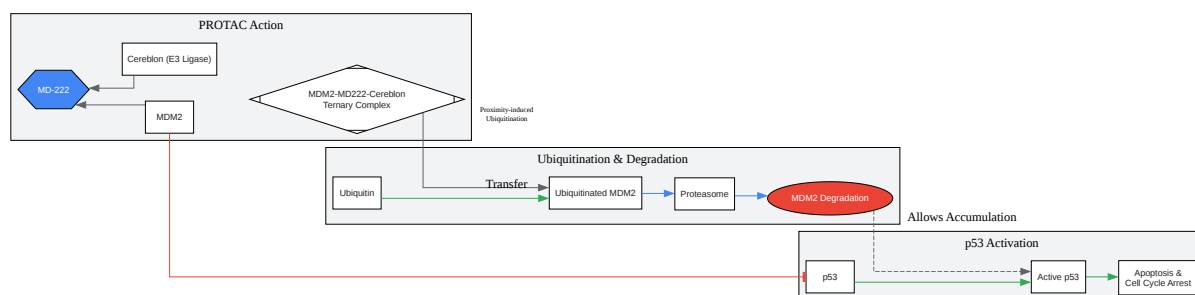 PROTAC Action
Cereblon (E3 Ligase)
MD-222
MDM2
MDM2-MD222-Cereblon
Ternary Complex
Proximity-induced
Ubiquitination
Ubiquitination & Degradation
Ubiquitin
Transfer
Ubiquitinated MDM2
Proteasome
MDM2 Degradation
Allows Accumulation
p53 Activation
p53
Active p53
Apoptosis &
Cell Cycle Arrest